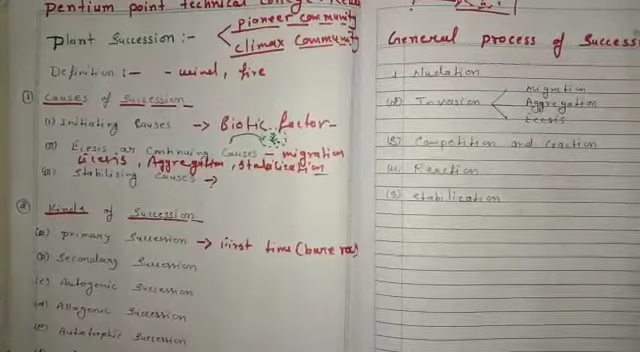 pentium point technical
pioneer community
plant Succession :-
climax community
Definition :- - wind, fire
(1) Causes of Succession
(i) Initiating Causes → Biotic factor
(ii) Ecesis or Continuing Causes - migration
Ecesis, Aggregation, Stabilization
(iii) Stabilising Causes →
(2) Kinds of Succession
(a) primary Succession → First time (bare
(b) Secondary Succession
(c) Autogenic Succession
(d) Allogenic Succession
(e) Autotrophic Succession
General process of Success
1. Nudation
(2) Invasion
Migration
Aggregation
Ecesis
(3) Competition and Coaction
(4) Reaction
(5) Stabilization